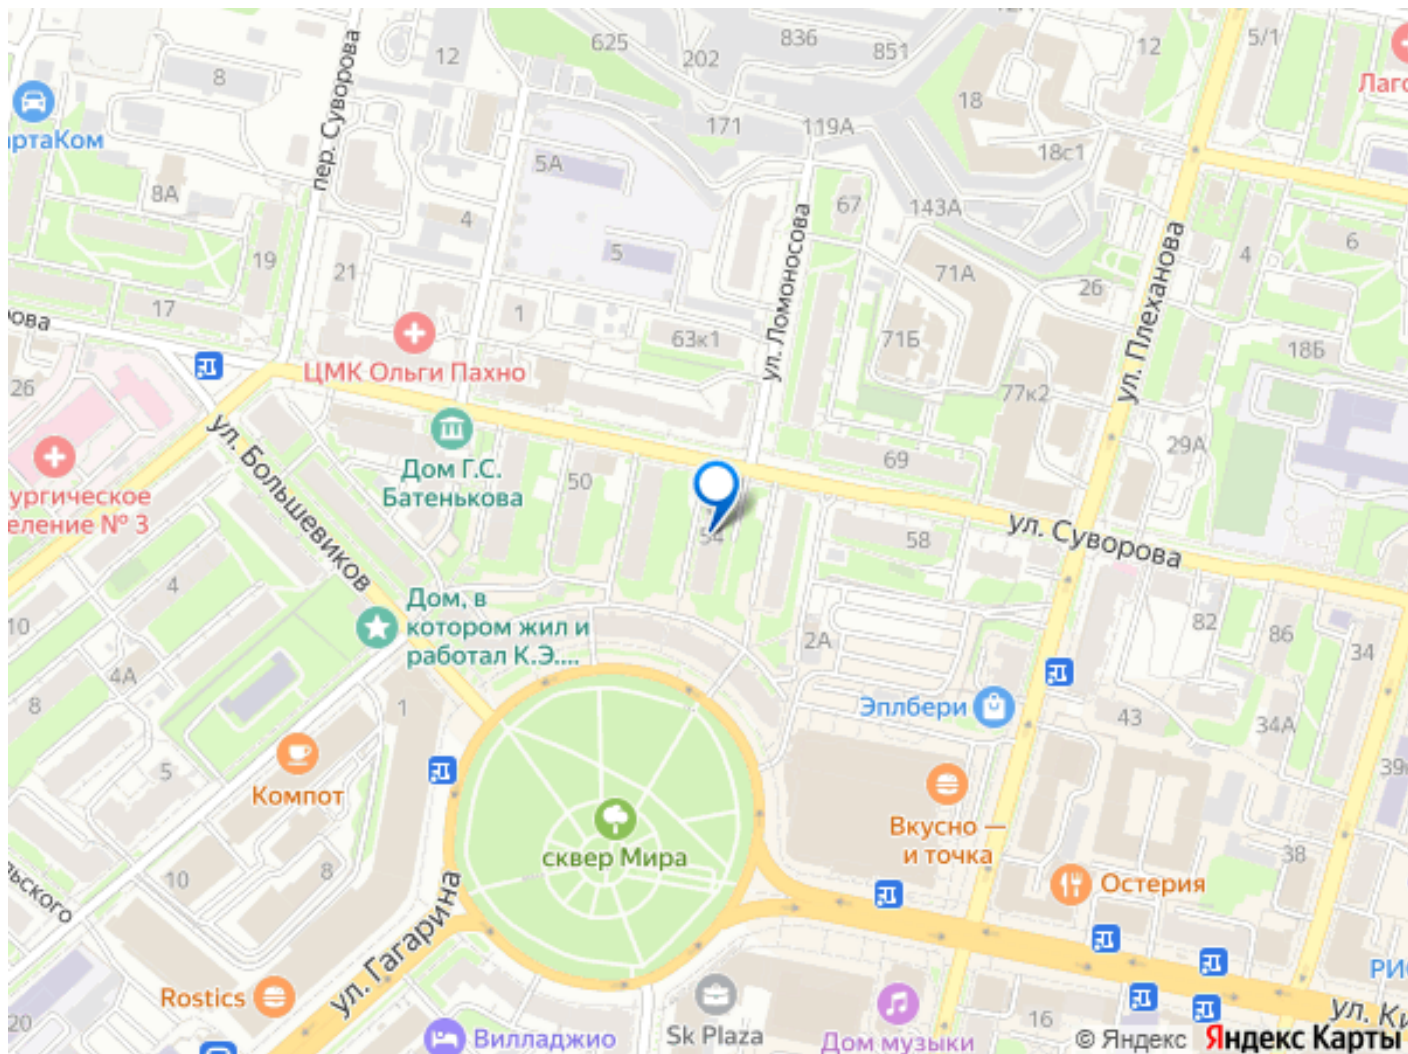 625
836
202
851
12
12
5/1
8
18
Лаго
ртаКом
пер. Суворова
171
119А
18с1
5А
8А
4
67
143А
ул. Ломоносова
ул. Плеханова
19
21
5
71А
26
4
6
17
1
ова
63к1
71Б
18Б
26
ЦМК Ольги Пахно
77к2
ул. Большевиков
Дом Г.С.
Батенькова
50
69
29А
ургическое
еление № 3
54
58
ул. Суворова
4
Дом, в
котором жил и
работал К.Э....
10
2А
82
86
34
4А
8
1
Эплбери
43
34А
5
Компот
39к
Вкусно —
и точка
сквер Мира
38
10
8
льского
Остерия
ул. Гагарина
Rostics
РИО
20
Вилладжио
Sk Plaza
Дом музыки
16
ул. Ки
© Яндекс Яндекс Карты